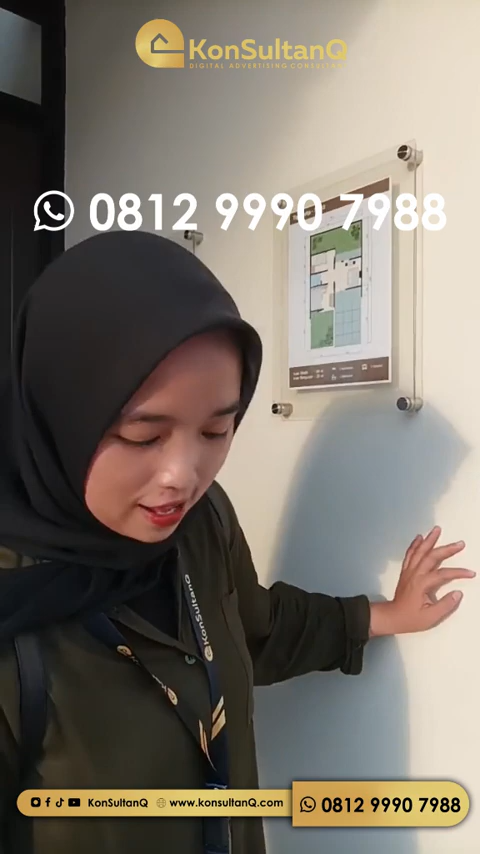 KonSultanQ
DIGITAL ADVERTISING CONSULTANT
0812 9990 7988
KonSultanQ
KonSultanQ www.konsultanQ.com 0812 9990 7988